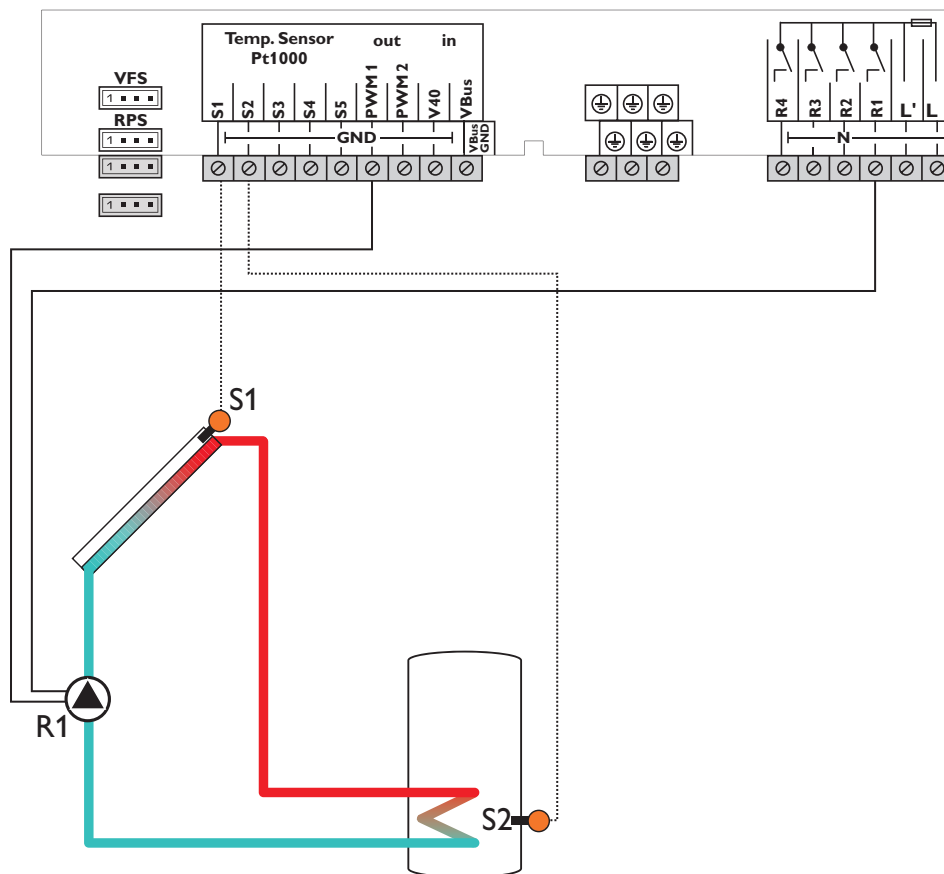 Temp. Sensor out in
Pt1000
VFS
1
RPS
1
1
1
S1 S2 S3 S4 S5 PWM 1 PWM 2 V40 VBus
GND
VBus GND
R4 R3 R2 R1 L' L
N
S1
R1
S2